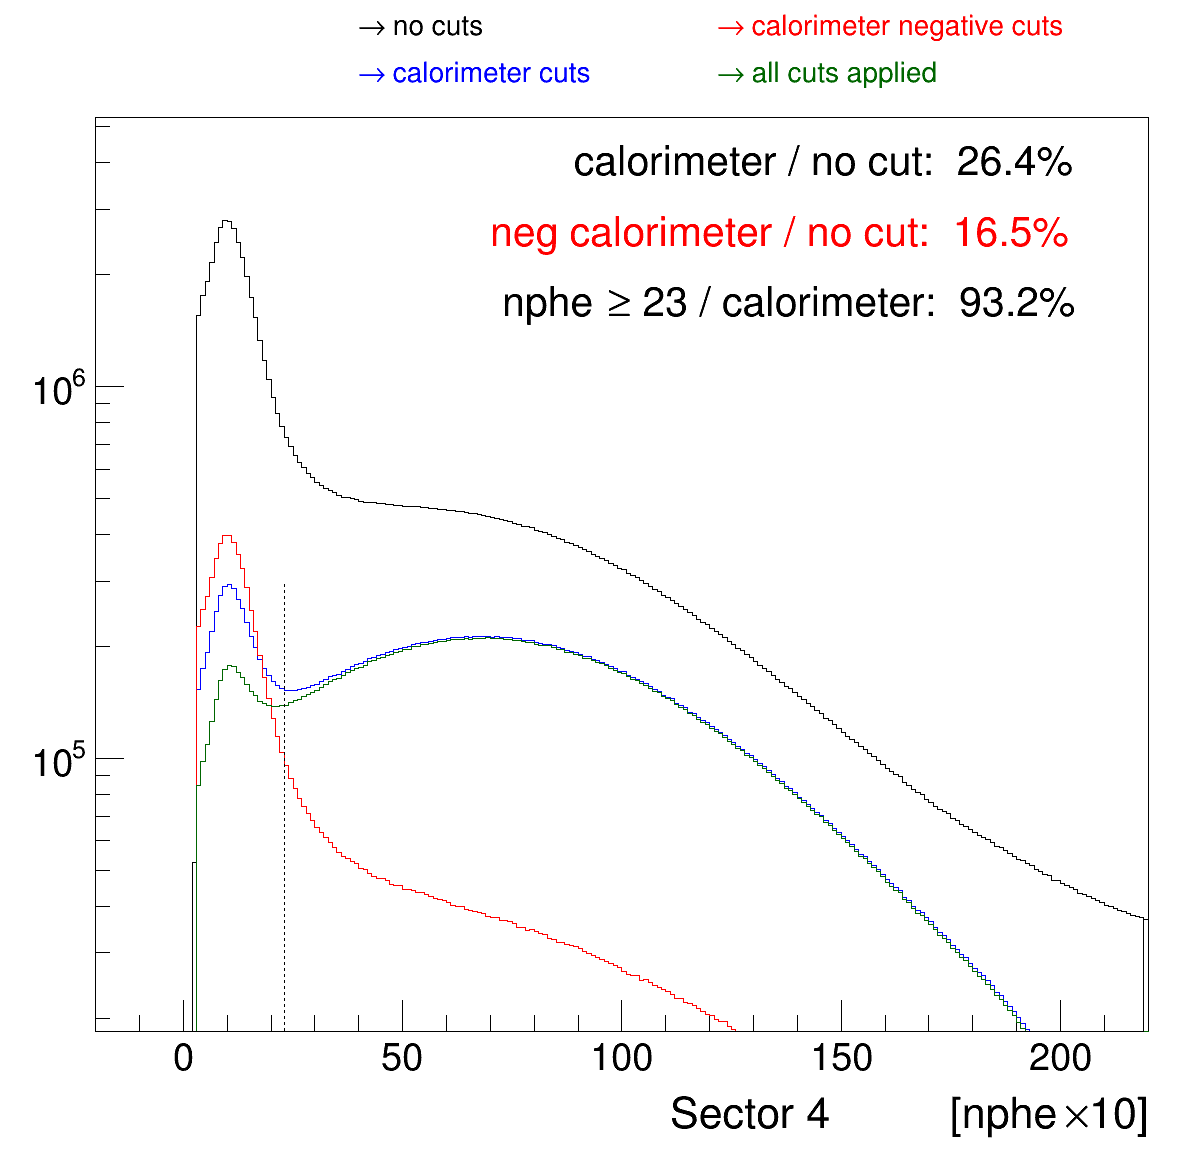 → no cuts → calorimeter negative cuts
→ calorimeter cuts → all cuts applied
calorimeter / no cut: 26.4%
neg calorimeter / no cut: 16.5%
nphe ≥ 23 / calorimeter: 93.2%
10⁶
10⁵
0 50 100 150 200
Sector 4 [nphe×10]